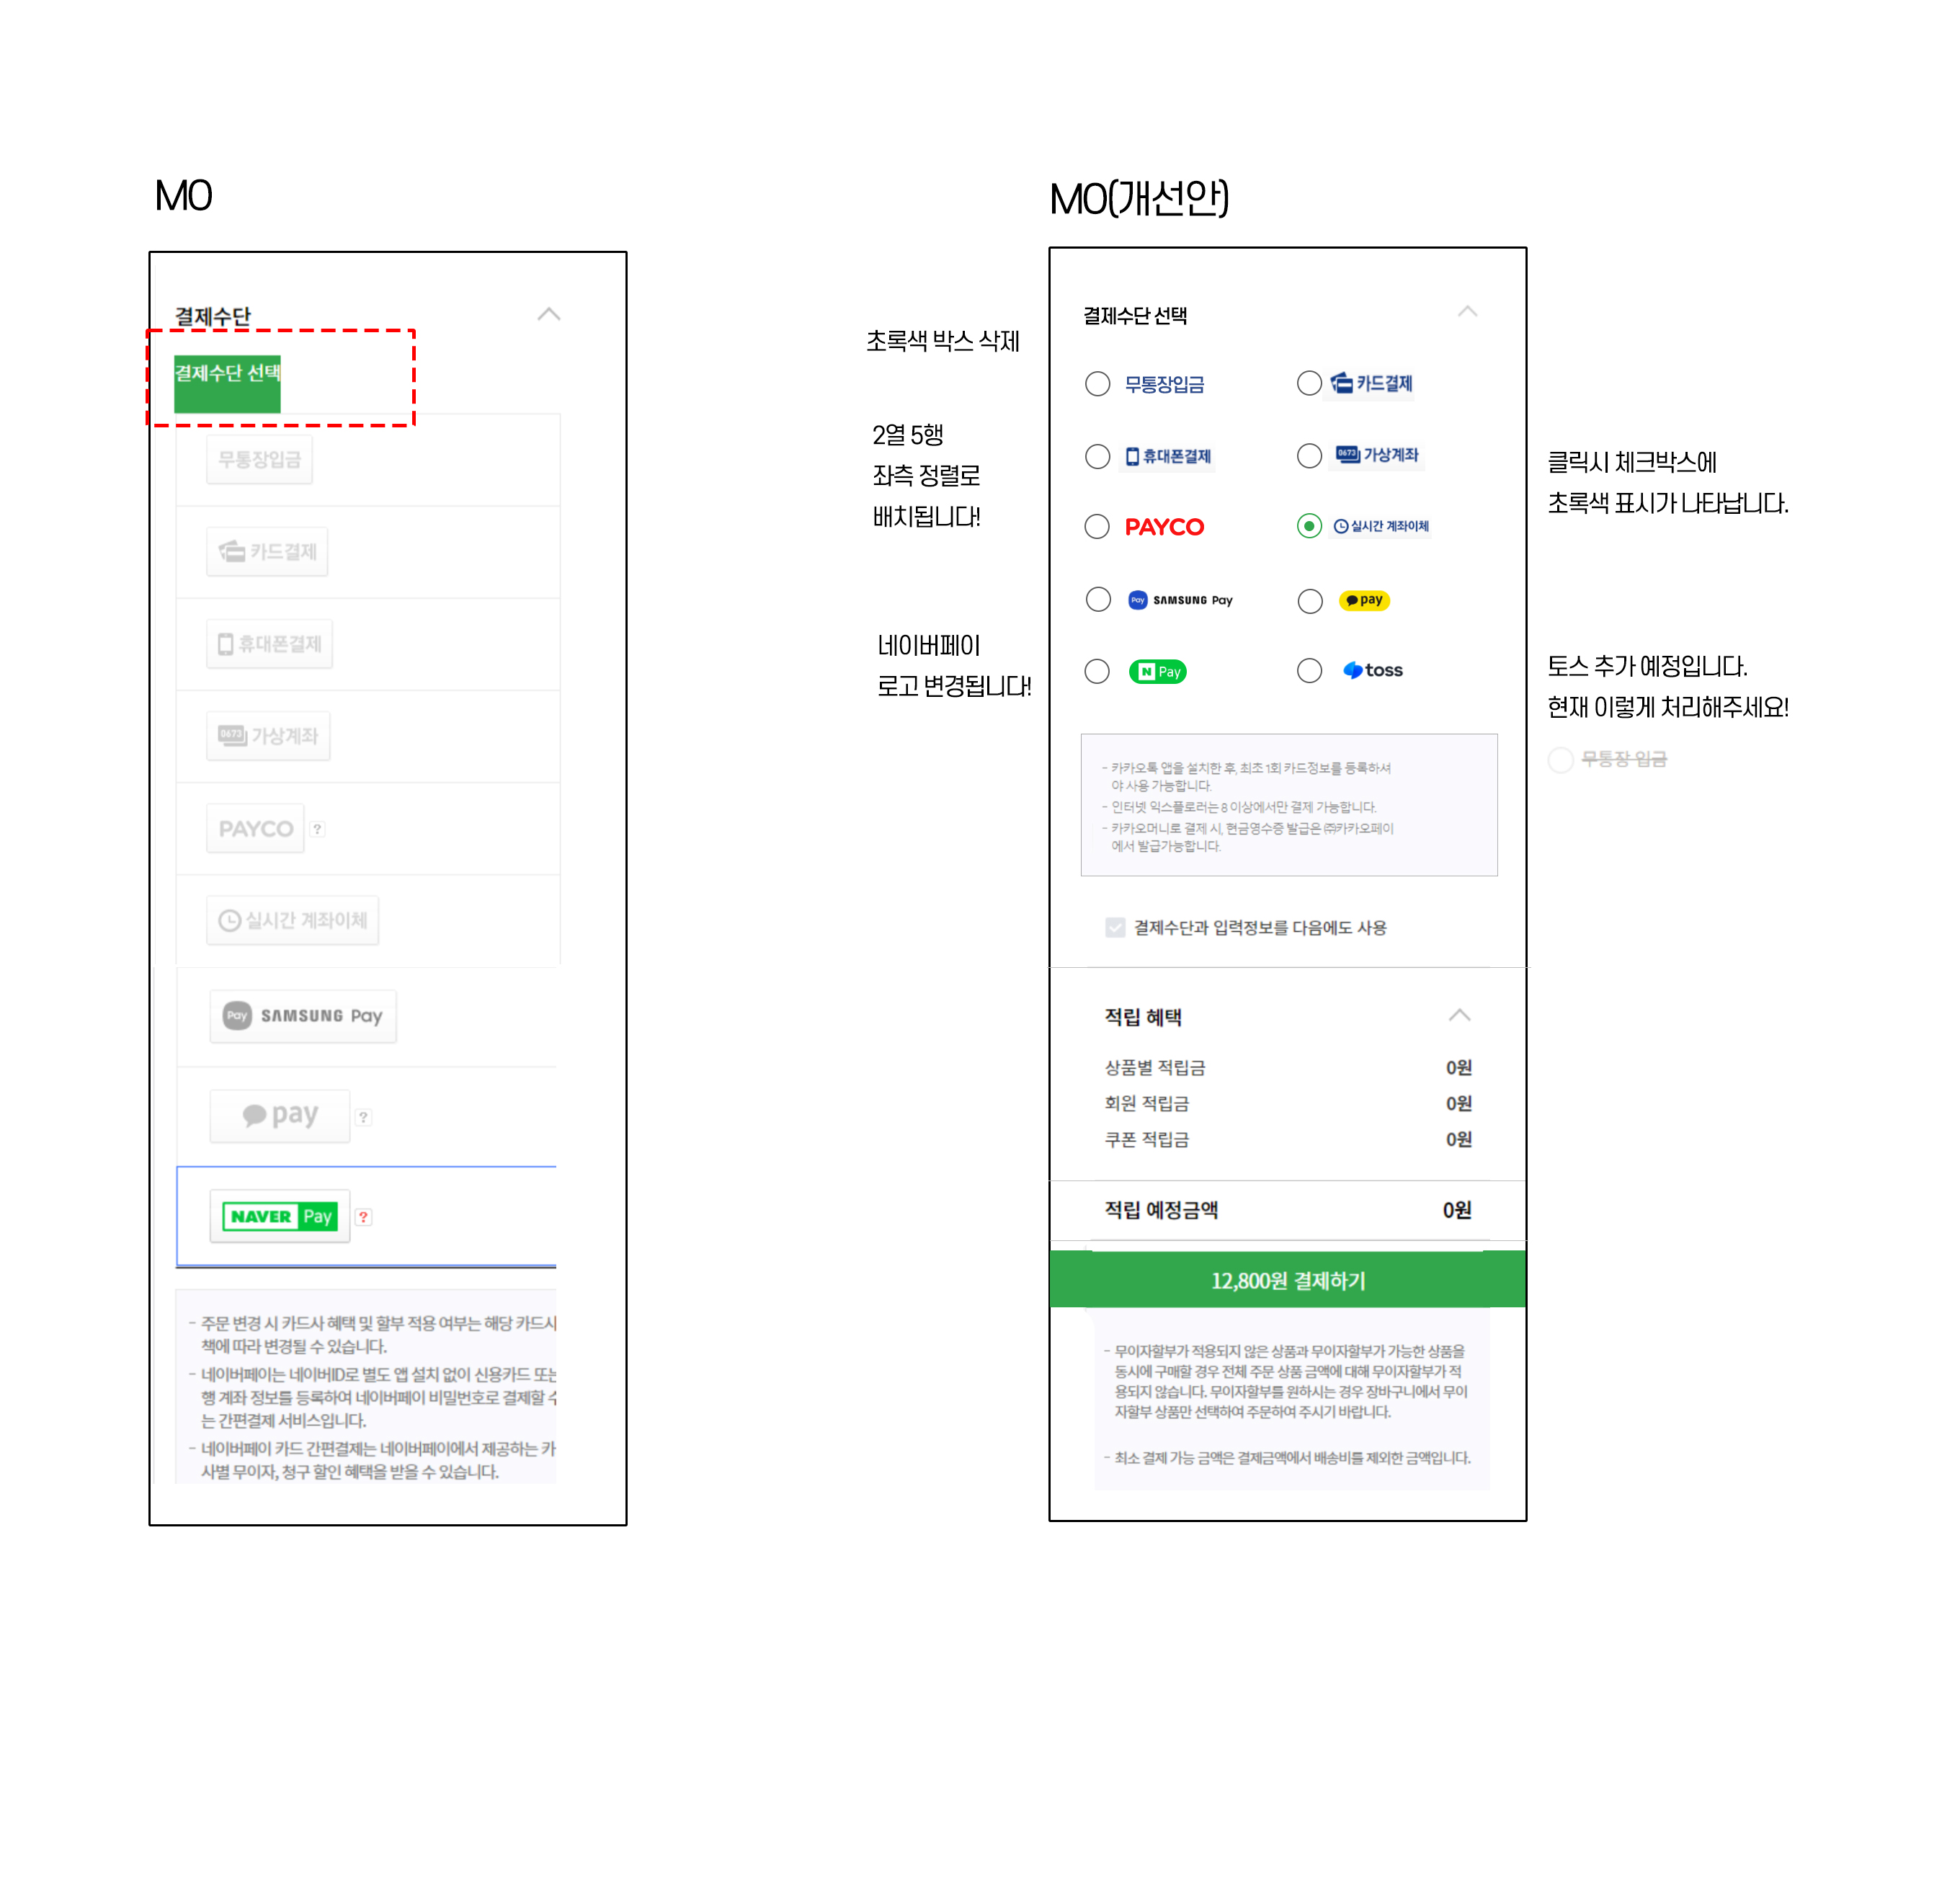 MO
결제수단
결제수단 선택
무통장입금
카드결제
휴대폰결제
0673 가상계좌
PAYCO ?
실시간 계좌이체
Pay SAMSUNG Pay
pay ?
NAVER Pay ?
- 주문 변경 시 카드사 혜택 및 할부 적용 여부는 해당 카드사
책에 따라 변경될 수 있습니다.
- 네이버페이는 네이버ID로 별도 앱 설치 없이 신용카드 또는
행 계좌 정보를 등록하여 네이버페이 비밀번호로 결제할 수
는 간편결제 서비스입니다.
- 네이버페이 카드 간편결제는 네이버페이에서 제공하는 카
사별 무이자, 청구 할인 혜택을 받을 수 있습니다.
초록색 박스 삭제
2열 5행
좌측 정렬로
배치됩니다!
네이버페이
로고 변경됩니다!
MO(개선안)
결제수단 선택
무통장입금 카드결제
휴대폰결제 0673 가상계좌
PAYCO 실시간 계좌이체
Pay SAMSUNG Pay pay
N Pay toss
- 카카오톡 앱을 설치한 후, 최초 1회 카드정보를 등록하셔
야 사용 가능합니다.
- 인터넷 익스플로러는 8 이상에서만 결제 가능합니다.
- 카카오머니로 결제 시, 현금영수증 발급은 ㈜카카오페이
에서 발급가능합니다.
결제수단과 입력정보를 다음에도 사용
적립 혜택
상품별 적립금 0원
회원 적립금 0원
쿠폰 적립금 0원
적립 예정금액 0원
12,800원 결제하기
- 무이자할부가 적용되지 않은 상품과 무이자할부가 가능한 상품을
동시에 구매할 경우 전체 주문 상품 금액에 대해 무이자할부가 적
용되지 않습니다. 무이자할부를 원하시는 경우 장바구니에서 무이
자할부 상품만 선택하여 주문하여 주시기 바랍니다.
- 최소 결제 가능 금액은 결제금액에서 배송비를 제외한 금액입니다.
클릭시 체크박스에
초록색 표시가 나타납니다.
토스 추가 예정입니다.
현재 이렇게 처리해주세요!
무통장 입금